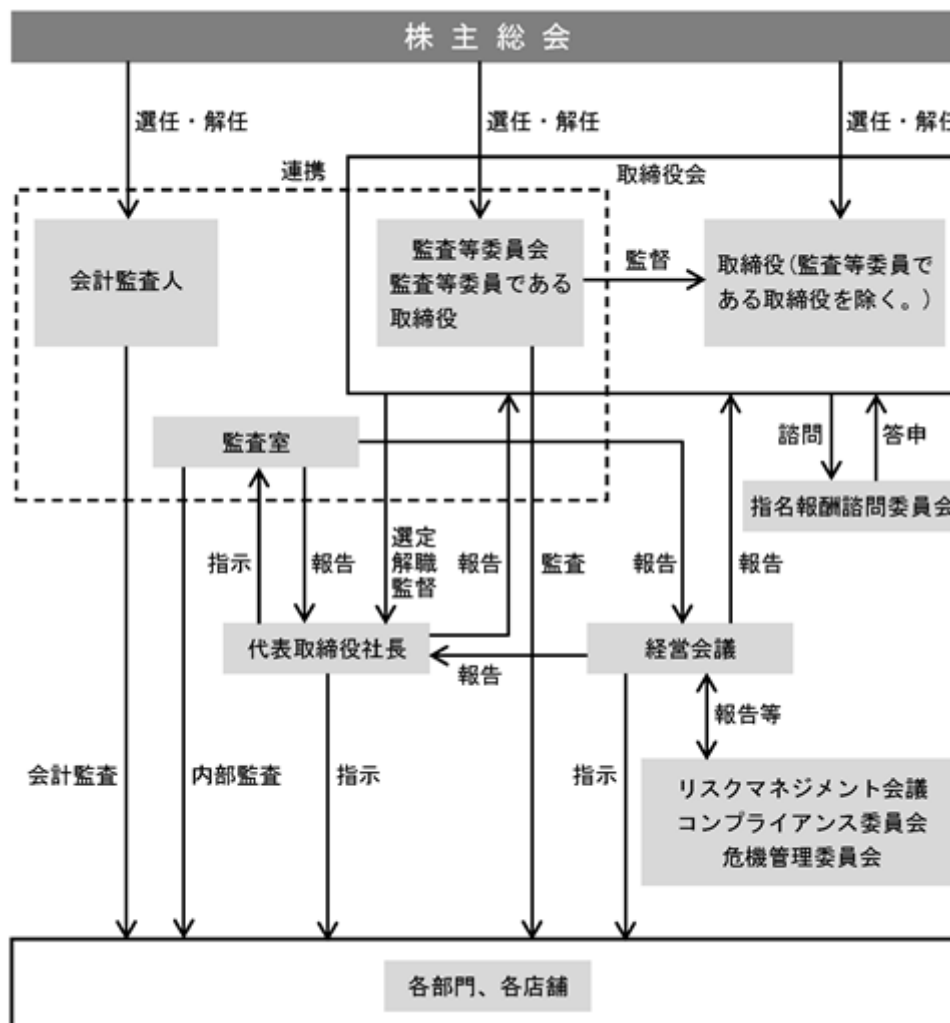 株主総会
選任・解任
選任・解任
選任・解任
連携
取締役会
会計監査人
監査等委員会
監査等委員である
取締役
監督
取締役（監査等委員で
ある取締役を除く。）
監査室
諮問
答申
指名報酬諮問委員会
指示
報告
選定
解職
監督
報告
監査
報告
報告
代表取締役社長
報告
経営会議
報告等
会計監査
内部監査
指示
指示
リスクマネジメント会議
コンプライアンス委員会
危機管理委員会
各部門、各店舗